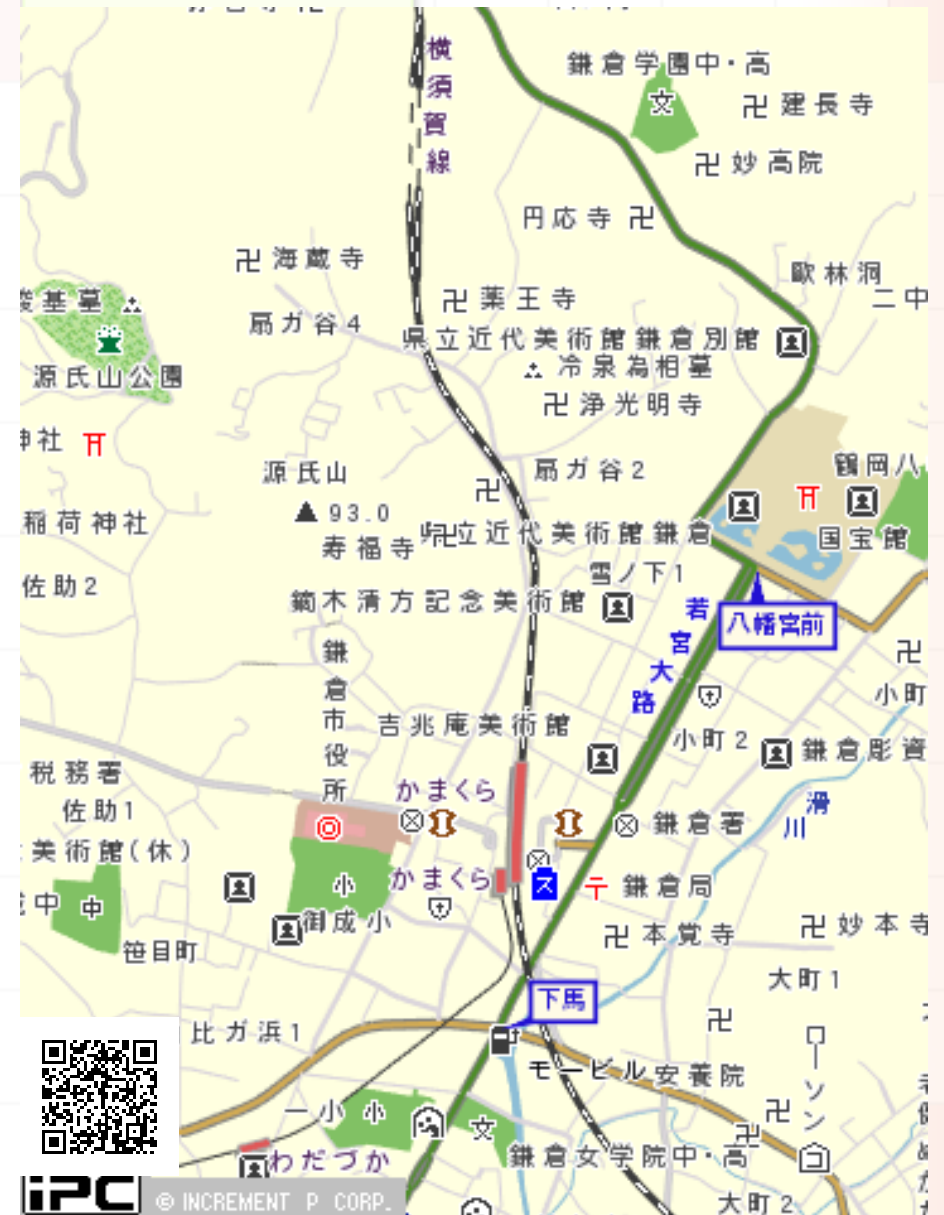 横須賀線
鎌倉学園中・高
建長寺
妙高院
円応寺
海蔵寺
歐林洞
二中
薬王寺
基墓
扇ガ谷4
県立近代美術館鎌倉別館
冷泉為相墓
源氏山公園
浄光明寺
神社
源氏山
扇ガ谷2
鶴岡八
93.0
稲荷神社
県立近代美術館鎌倉
国宝館
寿福寺
雪ノ下1
佐助2
鏑木清方記念美術館
若宮大路
八幡宮前
鎌倉市役所
小町
吉兆庵美術館
小町2
鎌倉彫資
税務署
かまくら
佐助1
滑川
鎌倉署
美術館(休)
かまくら
ス
鎌倉局
小
中
中
御成小
本覚寺
妙本寺
笹目町
大町1
下馬
比ガ浜1
モービル
安養院
ローソン
一小
小
文
文
鎌倉女学院中・高
わだづか
大町2
iPC
© INCREMENT P CORP.